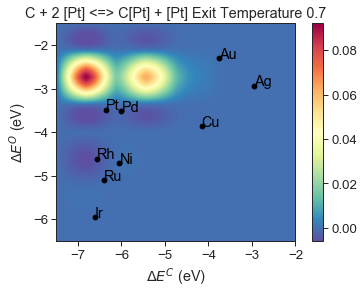 C + 2 [Pt] <=> C[Pt] + [Pt] Exit Temperature 0.7
−2
−3
−4
−5
−6
ΔE^O (eV)
Au
Ag
Pt Pd
Cu
Rh Ni
Ru
Ir
−7 −6 −5 −4 −3 −2
ΔE^C (eV)
0.08
0.06
0.04
0.02
0.00